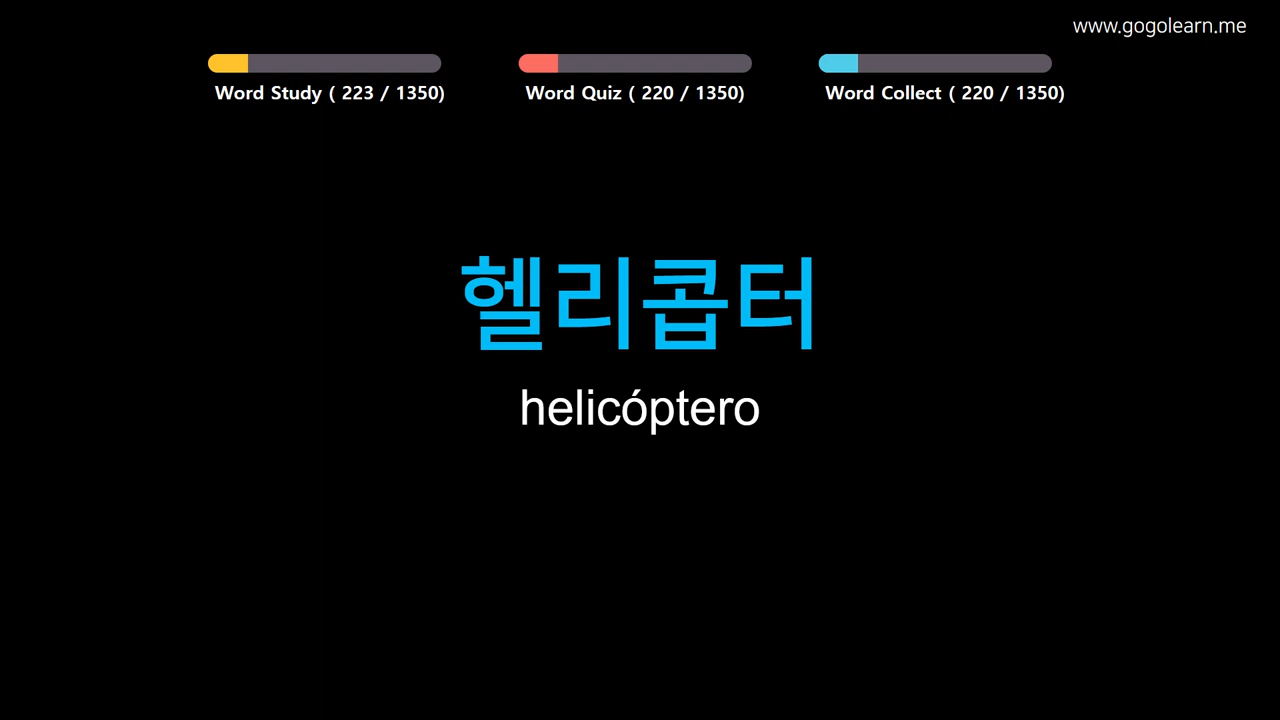 www.gogolearn.me
Word Study ( 223 / 1350)
Word Quiz ( 220 / 1350)
Word Collect ( 220 / 1350)
헬리콥터
helicóptero